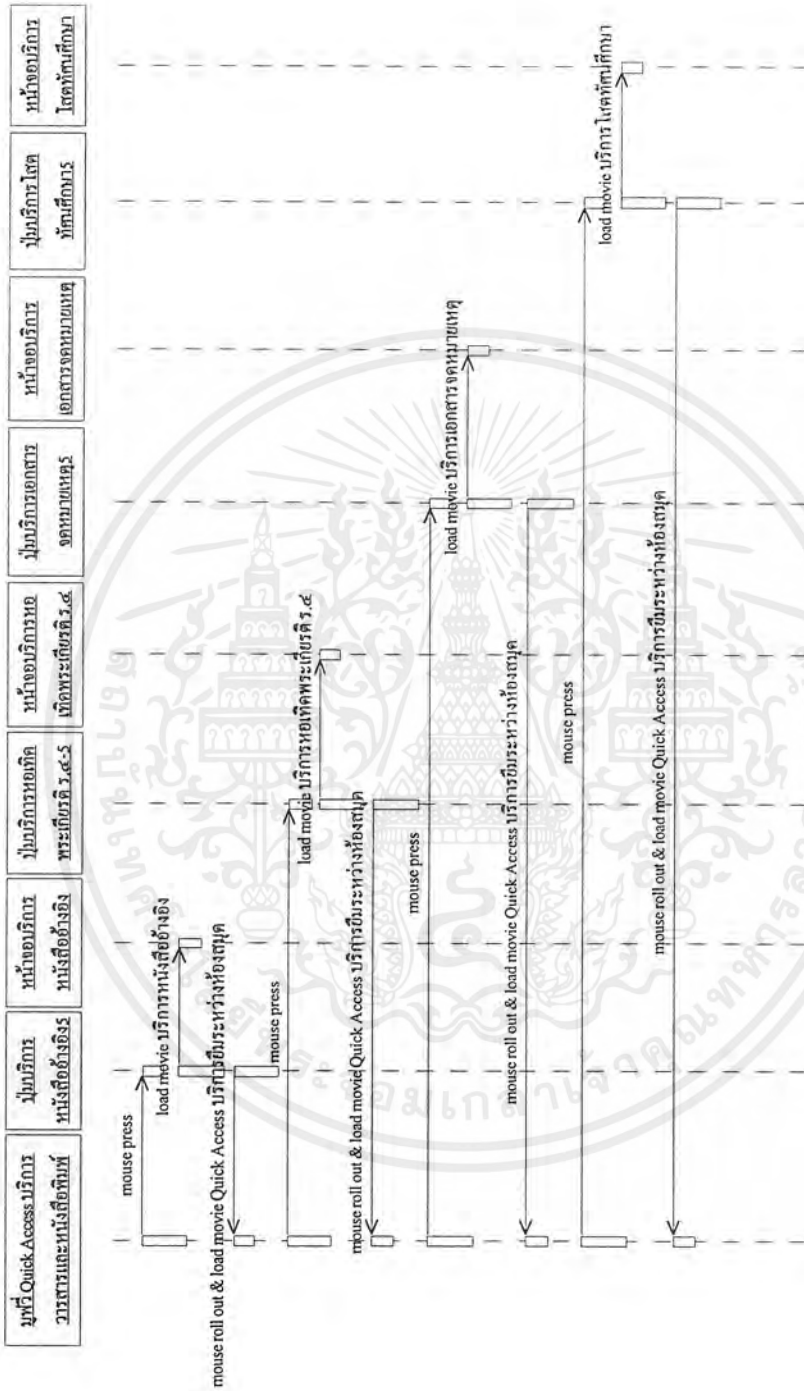 มูฟวี่ Quick Access บริการ
วารสารและหนังสือพิมพ์
ปุ่มบริการ
หนังสืออ้างอิง5
หน้าจอบริการ
หนังสืออ้างอิง
ปุ่มบริการหอเทิด
พระเกียรติ ร.๙-5
หน้าจอบริการหอ
เทิดพระเกียรติ ร.๙
ปุ่มบริการเอกสาร
จดหมายเหตุ5
หน้าจอบริการ
เอกสารจดหมายเหตุ
ปุ่มบริการโสต
ทัศนศึกษา5
หน้าจอบริการ
โสตทัศนศึกษา
mouse press
load movie บริการหนังสืออ้างอิง
mouse roll out & load movie Quick Access บริการยืมระหว่างห้องสมุด
mouse press
load movie บริการหอเทิดพระเกียรติ ร.๙
mouse roll out & load movie Quick Access บริการยืมระหว่างห้องสมุด
mouse press
load movie บริการเอกสารจดหมายเหตุ
mouse roll out & load movie Quick Access บริการยืมระหว่างห้องสมุด
mouse press
load movie บริการโสตทัศนศึกษา
mouse roll out & load movie Quick Access บริการยืมระหว่างห้องสมุด